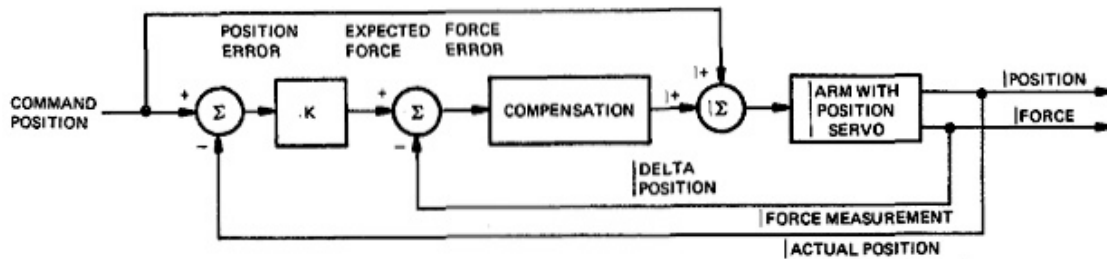 POSITION
ERROR
EXPECTED
FORCE
FORCE
ERROR
COMMAND
POSITION
+
Σ
−
.K
+
Σ
−
COMPENSATION
+
+
Σ
ARM WITH
POSITION
SERVO
POSITION
FORCE
DELTA
POSITION
FORCE MEASUREMENT
ACTUAL POSITION